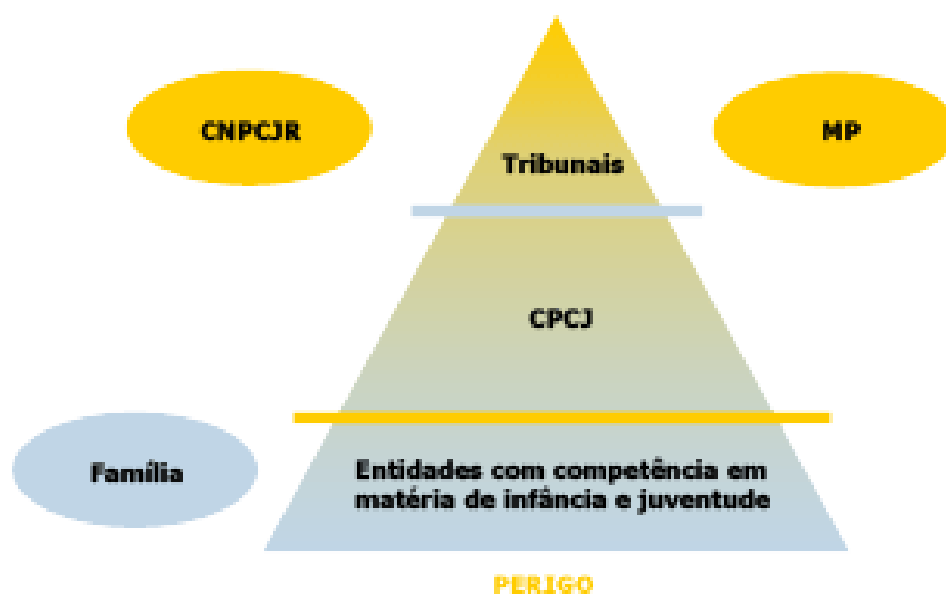 CNPCJR
MP
Tribunais
CPCJ
Família
Entidades com competência em
matéria de infância e juventude
PERIGO